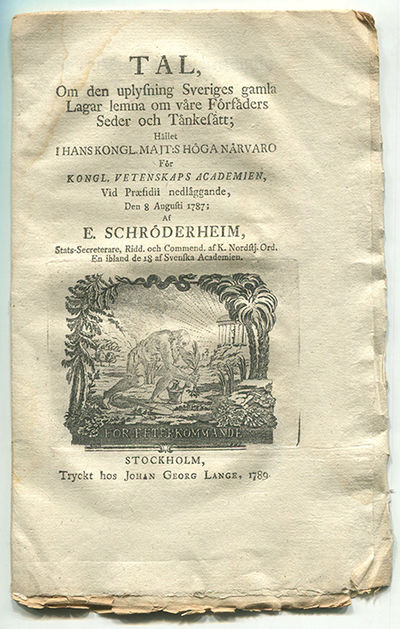 TAL,
Om den uplyſning Sveriges gamla
Lagar lemna om våre Förfäders
Seder och Tänkeſätt;
Hållet
I HANS KONGL. MAJT:S HÖGA NÄRVARO
För
KONGL. VETENSKAPS ACADEMIEN,
Vid Præſidii nedläggande,
Den 8 Auguſti 1787;
Af
E. SCHRÖDERHEIM,
Stats-Secreterare, Ridd. och Commend. af K. Nordſtj. Ord.
En ibland de 18 af Svenſka Academien.
FÖR EFTERKOMMANDE
STOCKHOLM,
Tryckt hos JOHAN GEORG LANGE, 1789.